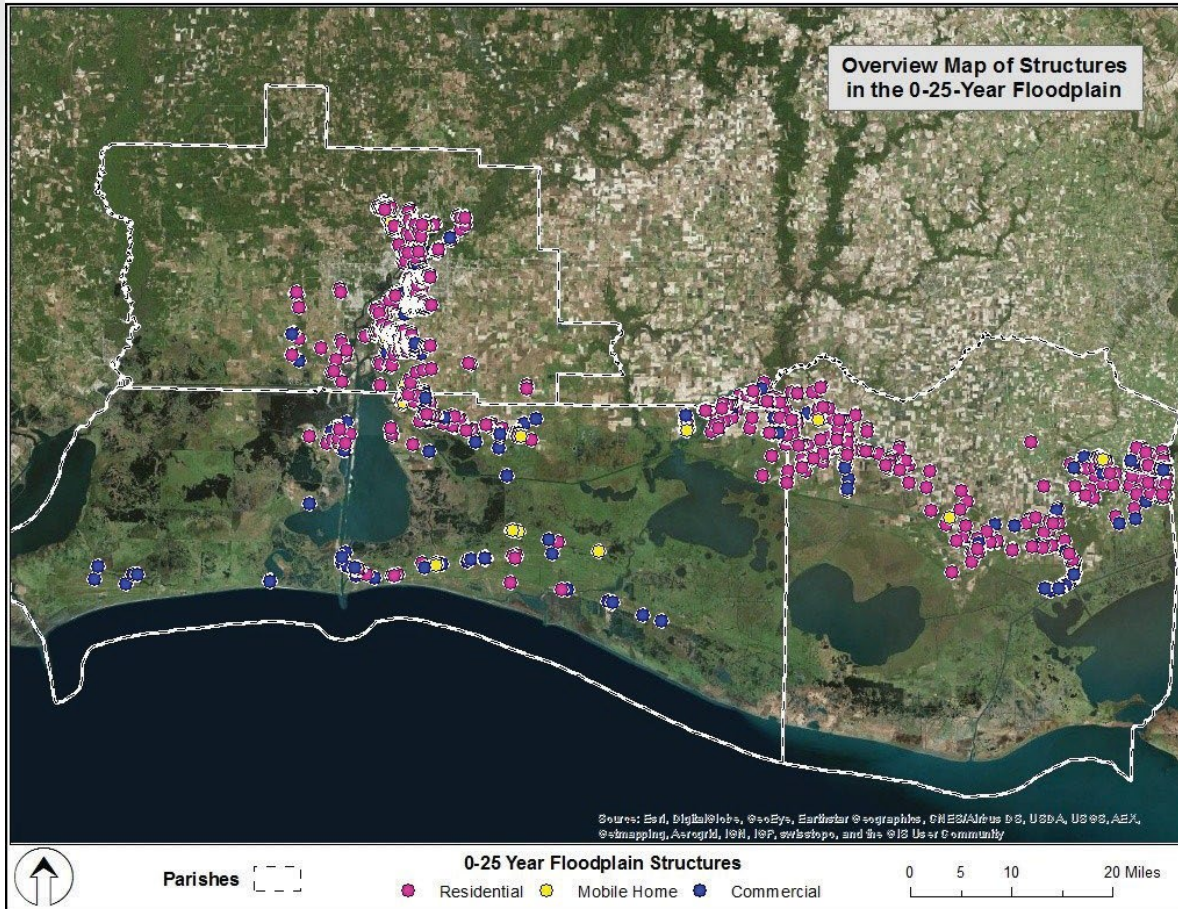 Overview Map of Structures
in the 0-25-Year Floodplain
Source: Esri, DigitalGlobe, GeoEye, Earthstar Geographics, CNES/Airbus DS, USDA, USGS, AEX,
Getmapping, Aerogrid, IGN, IGP, swisstopo, and the GIS User Community
Parishes
0-25 Year Floodplain Structures
Residential Mobile Home Commercial
0 5 10 20 Miles